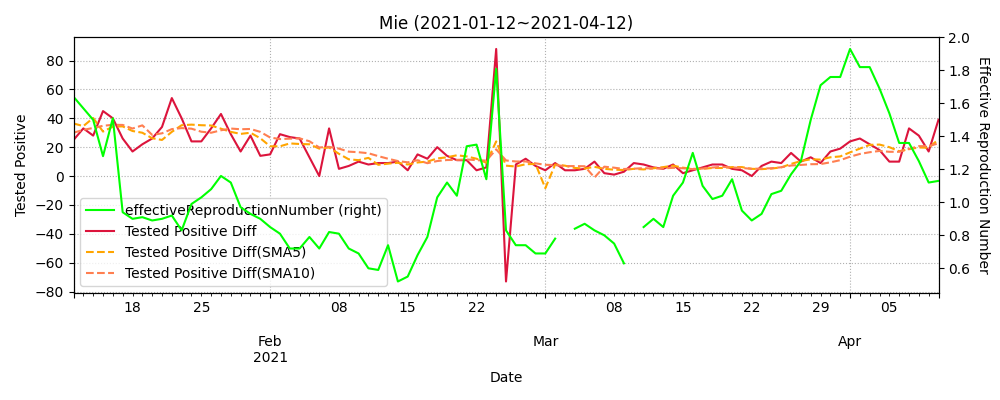 Mie (2021-01-12~2021-04-12)
Tested Positive
80
60
40
20
0
−20
−40
−60
−80
2.0
1.8
1.6
1.4
1.2
1.0
0.8
0.6
Effective Reproduction Number
effectiveReproductionNumber (right)
Tested Positive Diff
Tested Positive Diff(SMA5)
Tested Positive Diff(SMA10)
18 25 08 15 22 08 15 22 29 05
Feb Mar Apr
2021
Date